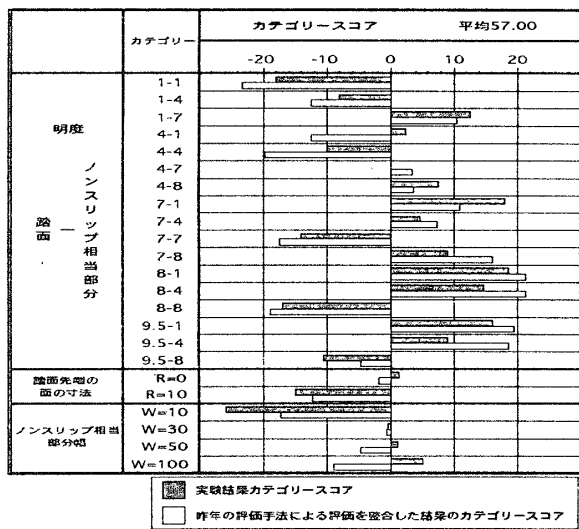 カテゴリー
カテゴリースコア 平均57.00
-20 -10 0 10 20
明度
踏面 — ノンスリップ相当部分
1-1
1-4
1-7
4-1
4-4
4-7
4-8
7-1
7-4
7-7
7-8
8-1
8-4
8-8
9.5-1
9.5-4
9.5-8
踏面先端の
面の寸法
R=0
R=10
ノンスリップ相当
部分幅
W=10
W=30
W=50
W=100
実験結果カテゴリースコア
昨年の評価手法による評価を整合した結果のカテゴリースコア